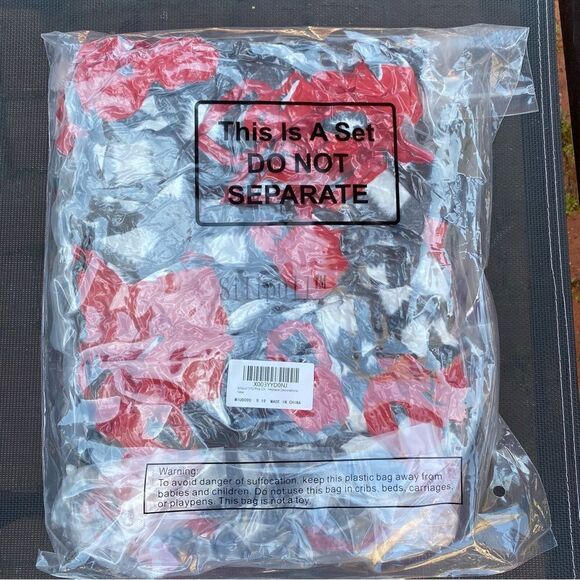 This Is A Set
DO NOT
SEPARATE
X003YYD0NJ
New
MADE IN CHINA
Warning:
To avoid danger of suffocation, keep this plastic bag away from
babies and children. Do not use this bag in cribs, beds, carriages,
or playpens. This bag is not a toy.